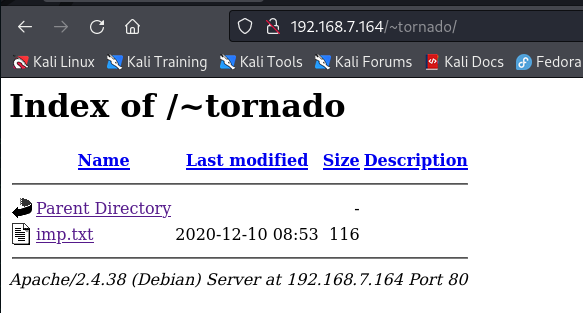 192.168.7.164/~tornado/
Kali Linux Kali Training Kali Tools Kali Forums Kali Docs Fedora
Index of /~tornado
Name Last modified Size Description
Parent Directory -
imp.txt 2020-12-10 08:53 116
Apache/2.4.38 (Debian) Server at 192.168.7.164 Port 80